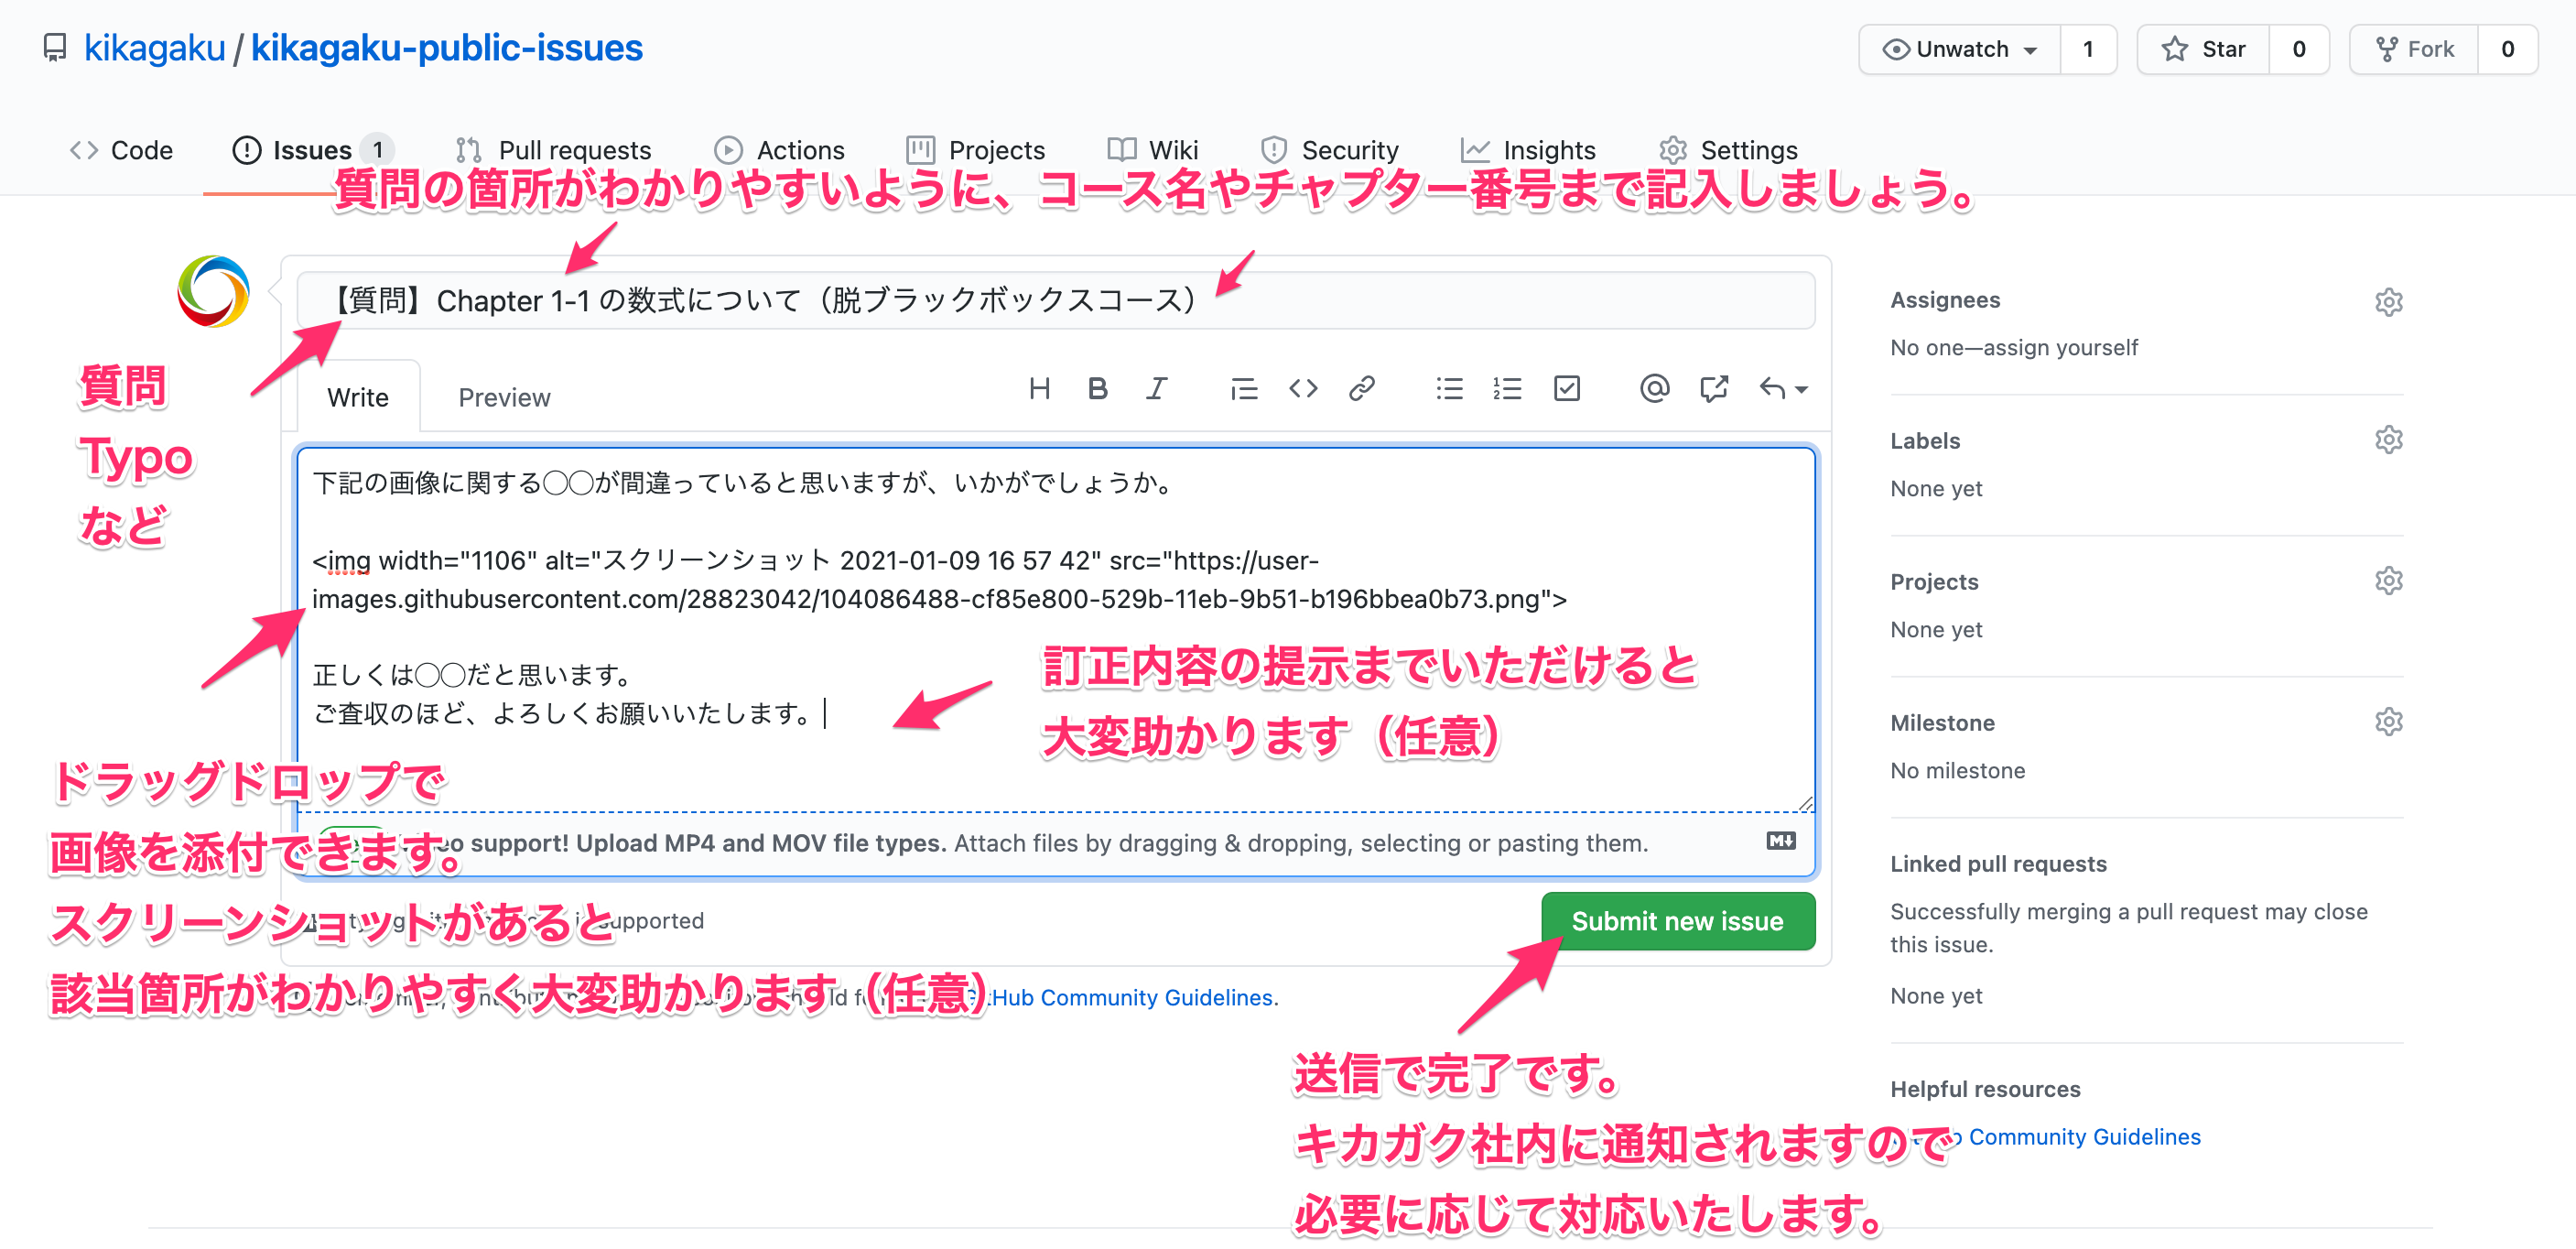 kikagaku / kikagaku-public-issues
Unwatch 1 Star 0 Fork 0
Code Issues 1 Pull requests Actions Projects Wiki Security Insights Settings
質問の箇所がわかりやすいように、コース名やチャプター番号まで記入しましょう。
【質問】Chapter 1-1 の数式について（脱ブラックボックスコース）
質問
Typo
など
Write Preview
下記の画像に関する◯◯が間違っていると思いますが、いかがでしょうか。
<img width="1106" alt="スクリーンショット 2021-01-09 16 57 42" src="https://user-
images.githubusercontent.com/28823042/104086488-cf85e800-529b-11eb-9b51-b196bbea0b73.png">
正しくは◯◯だと思います。
ご査収のほど、よろしくお願いいたします。
訂正内容の提示までいただけると
大変助かります（任意）
ドラッグドロップで
画像を添付できます。
スクリーンショットがあると
該当箇所がわかりやすく大変助かります（任意）
support! Upload MP4 and MOV file types. Attach files by dragging & dropping, selecting or pasting them.
supported
Submit new issue
Community Guidelines.
送信で完了です。
キカガク社内に通知されますので
必要に応じて対応いたします。
Assignees
No one—assign yourself
Labels
None yet
Projects
None yet
Milestone
No milestone
Linked pull requests
Successfully merging a pull request may close
this issue.
None yet
Helpful resources
Community Guidelines